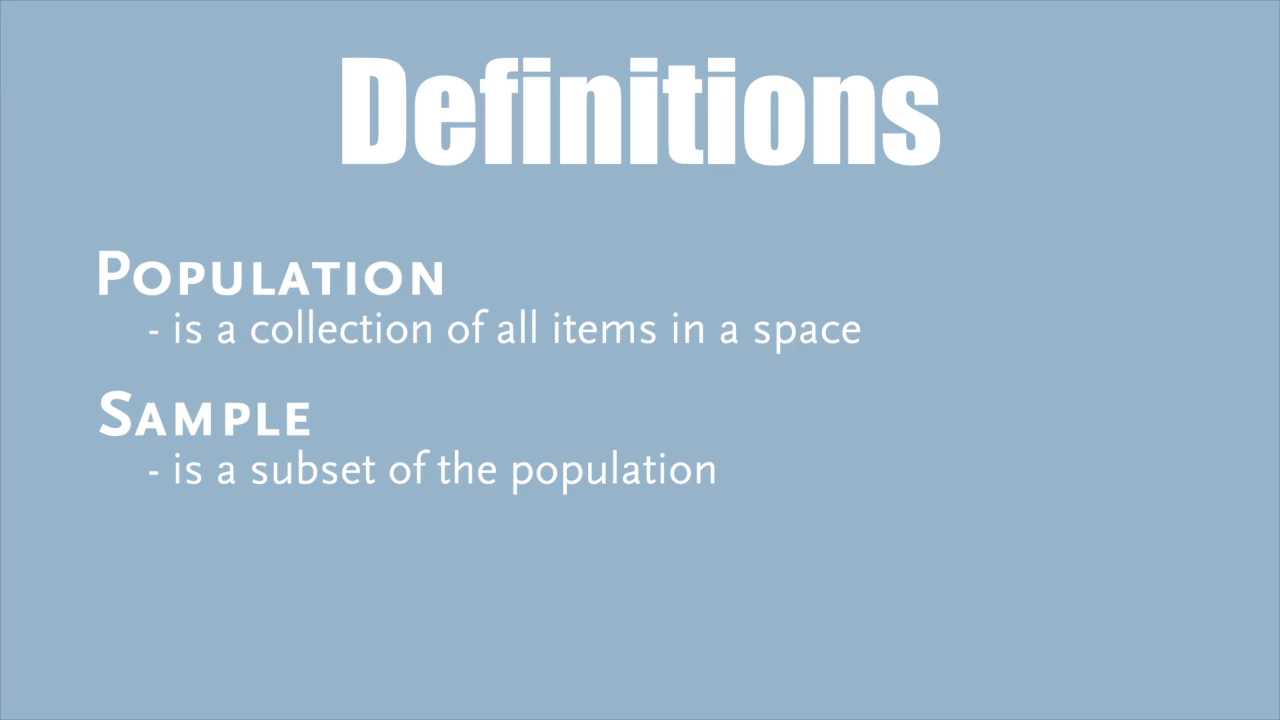 Definitions
Population
- is a collection of all items in a space
Sample
- is a subset of the population